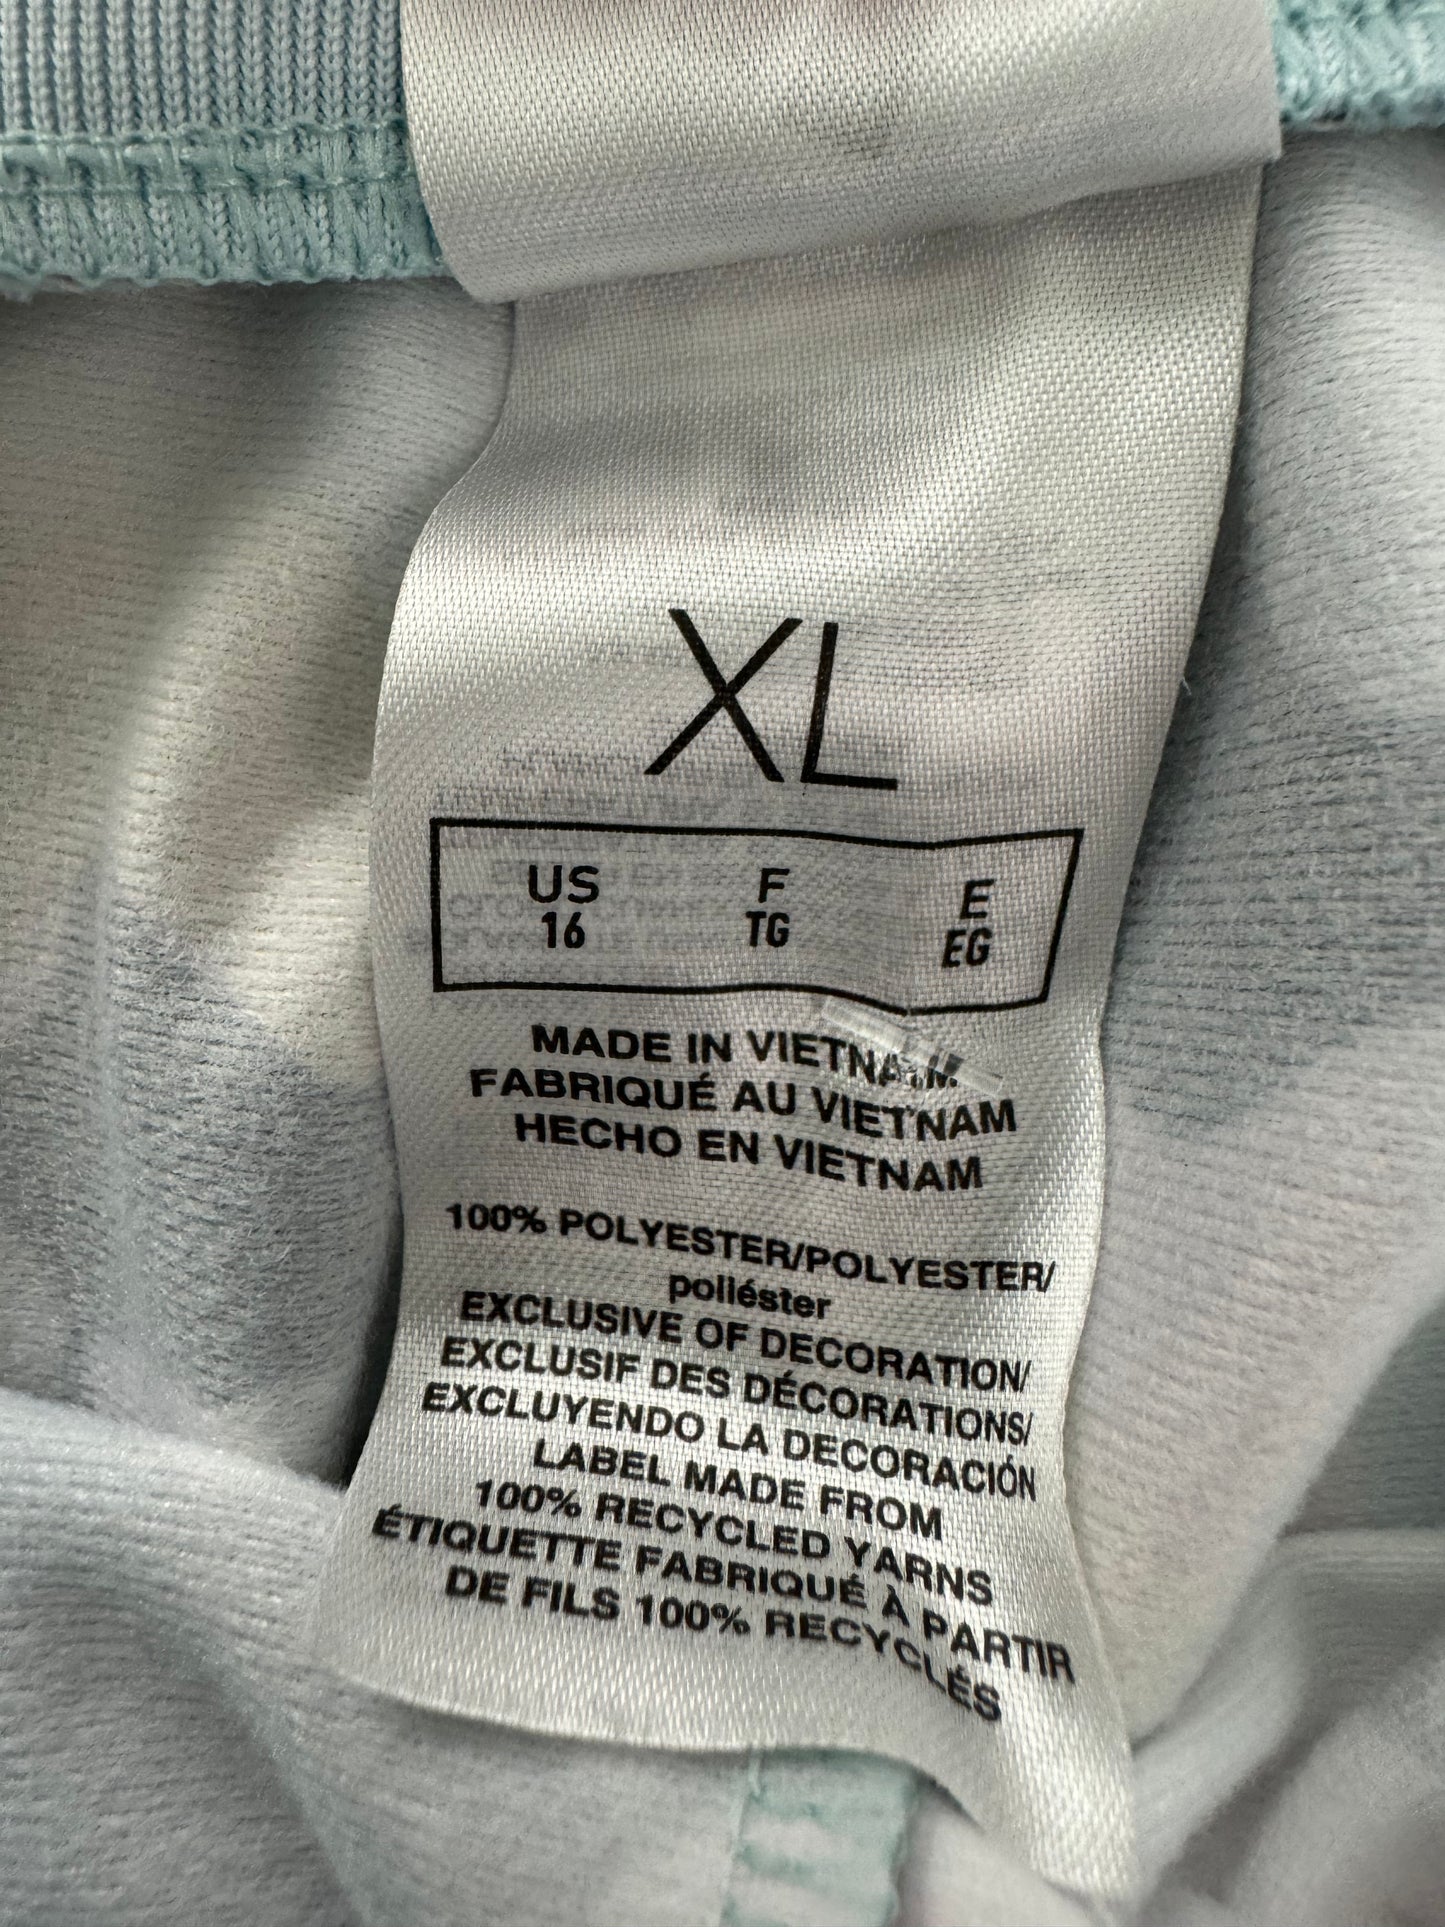 XL
US F E
16 TG EG
MADE IN VIETNAM
FABRIQUÉ AU VIETNAM
HECHO EN VIETNAM
100% POLYESTER/POLYESTER/
poliéster
EXCLUSIVE OF DECORATION/
EXCLUSIF DES DÉCORATIONS/
EXCLUYENDO LA DECORACIÓN
LABEL MADE FROM
100% RECYCLED YARNS
ÉTIQUETTE FABRIQUÉ À PARTIR
DE FILS 100% RECYCLÉS